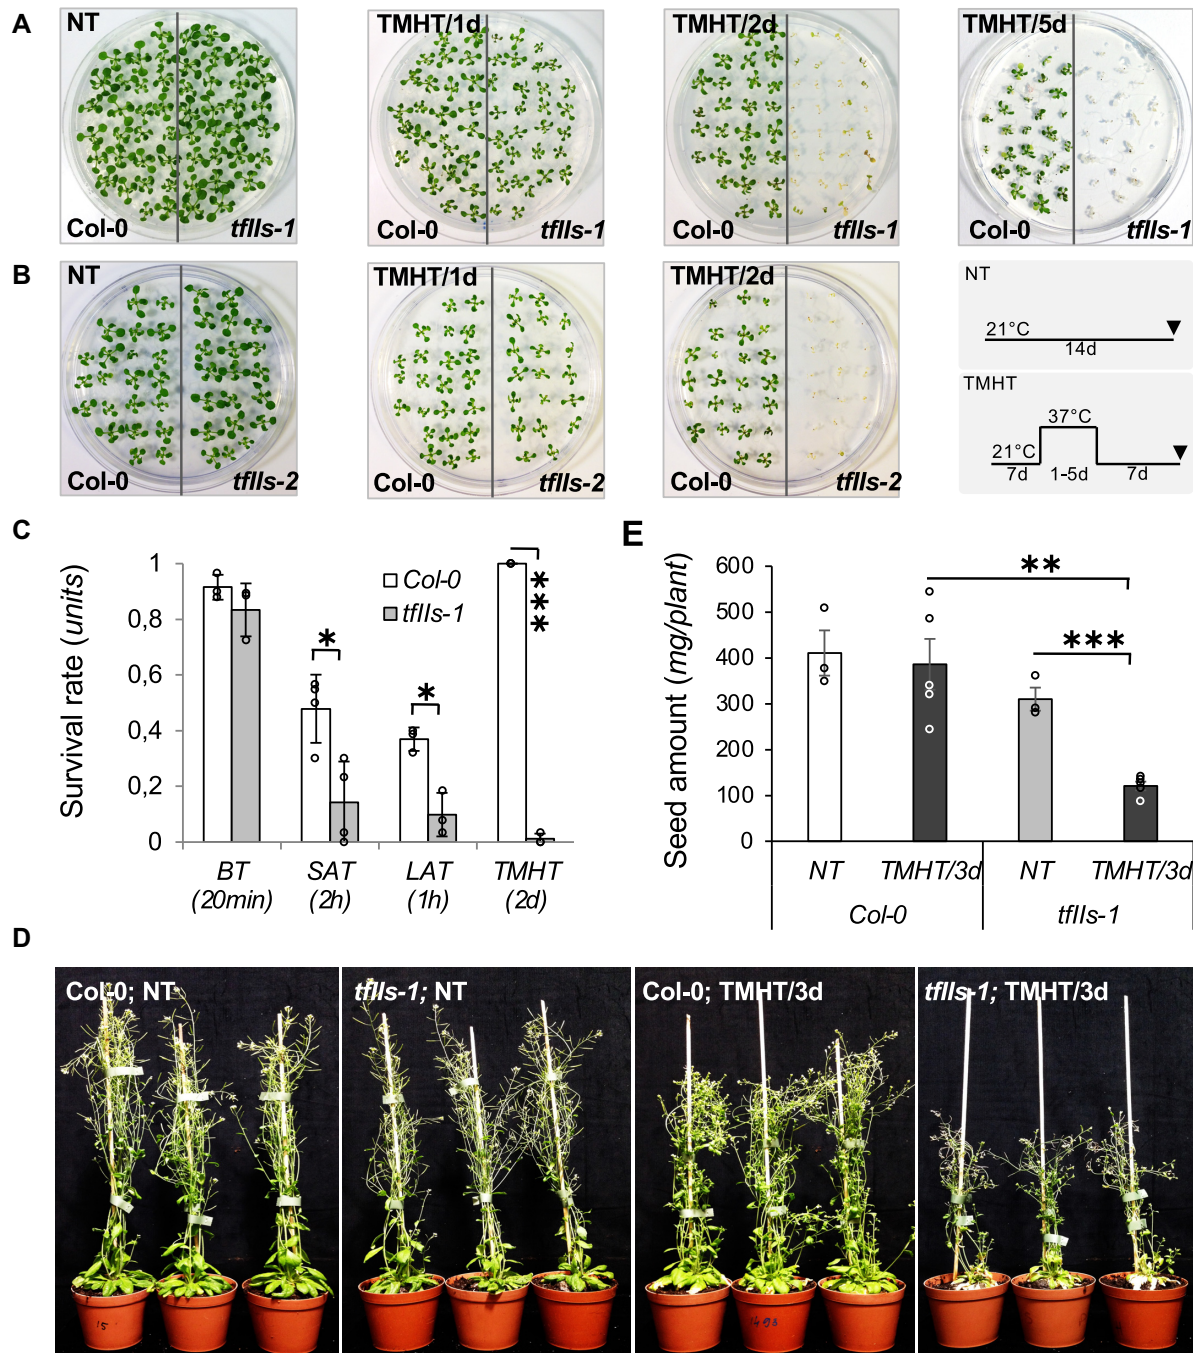 A
NT
TMHT/1d
TMHT/2d
TMHT/5d
Col-0
tfIIs-1
Col-0
tfIIs-1
Col-0
tfIIs-1
Col-0
tfIIs-1
B
NT
TMHT/1d
TMHT/2d
Col-0
tfIIs-2
Col-0
tfIIs-2
Col-0
tfIIs-2
NT
21°C
14d
TMHT
37°C
21°C
7d
1-5d
7d
C
Survival rate (units)
1
0,8
0,6
0,4
0,2
0
Col-0
tfIIs-1
*
*
***
BT
(20min)
SAT
(2h)
LAT
(1h)
TMHT
(2d)
E
Seed amount (mg/plant)
600
500
400
300
200
100
0
**
***
NT
TMHT/3d
NT
TMHT/3d
Col-0
tfIIs-1
D
Col-0; NT
tfIIs-1; NT
Col-0; TMHT/3d
tfIIs-1; TMHT/3d
15